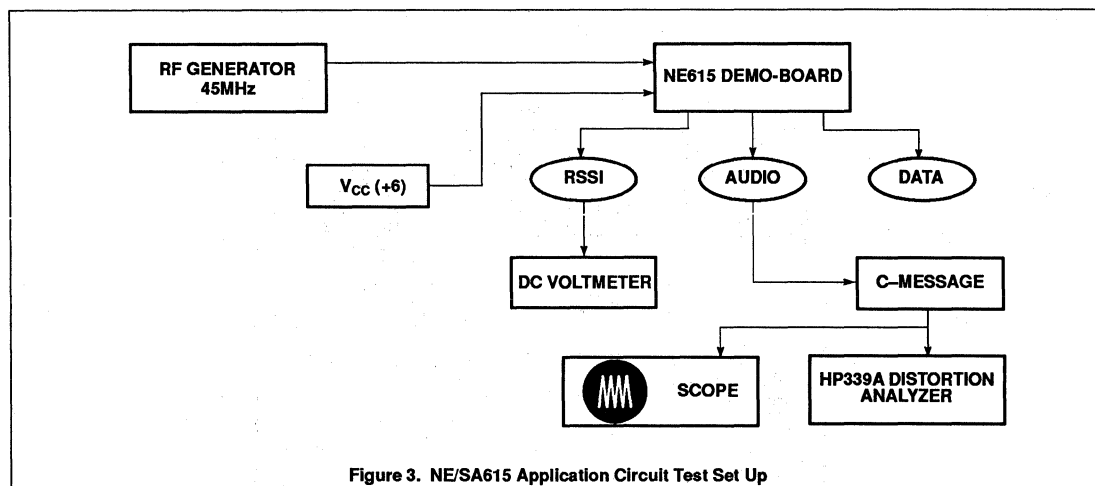 RF GENERATOR
45MHz
NE615 DEMO-BOARD
VCC (+6)
RSSI
AUDIO
DATA
DC VOLTMETER
C–MESSAGE
SCOPE
HP339A DISTORTION
ANALYZER
Figure 3. NE/SA615 Application Circuit Test Set Up